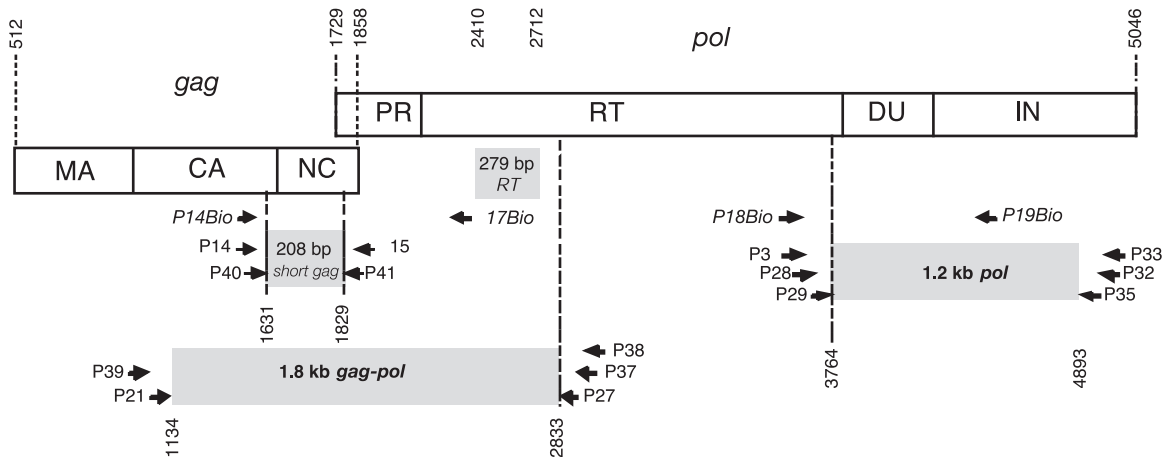 512
1729
1858
2410
2712
5046
gag
pol
PR
RT
DU
IN
MA
CA
NC
279 bp
RT
P14Bio
17Bio
P18Bio
P19Bio
P14
208 bp
15
P3
P33
P40
short gag
P41
P28
1.2 kb pol
P32
P29
P35
1631
1829
3764
4893
P38
P39
1.8 kb gag-pol
P37
P21
P27
1134
2833